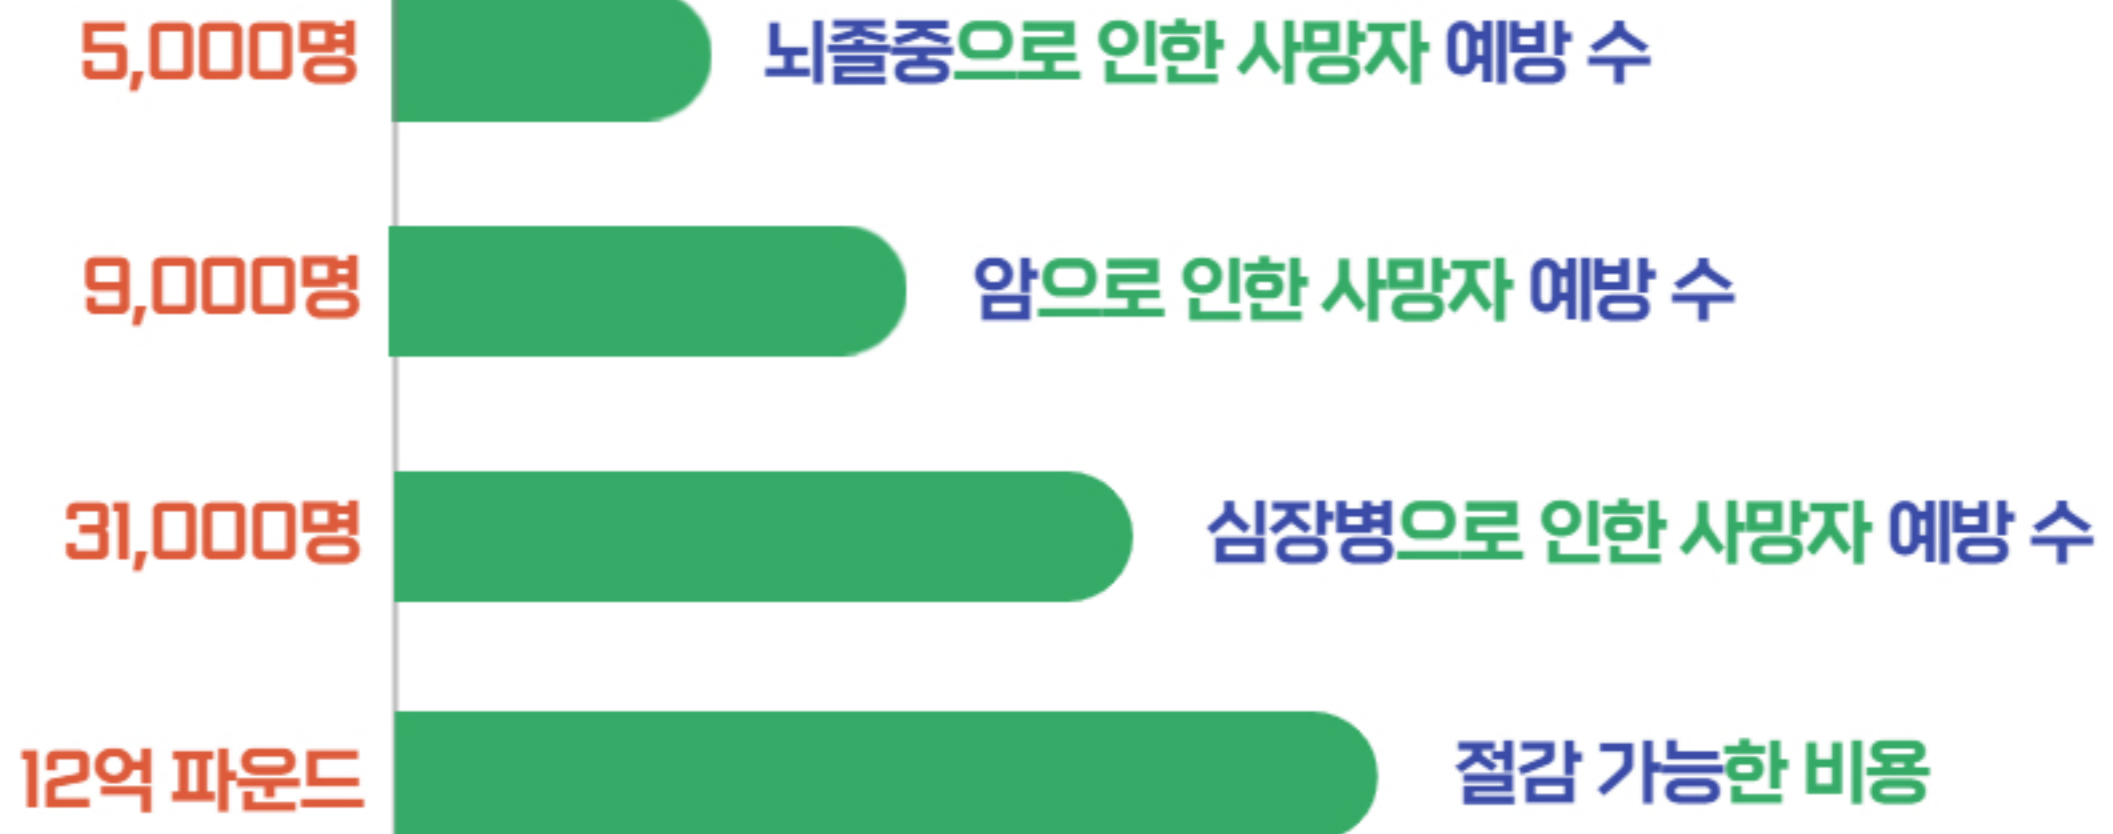 5,000명 뇌졸중으로 인한 사망자 예방 수
9,000명 암으로 인한 사망자 예방 수
31,000명 심장병으로 인한 사망자 예방 수
12억 파운드 절감 가능한 비용